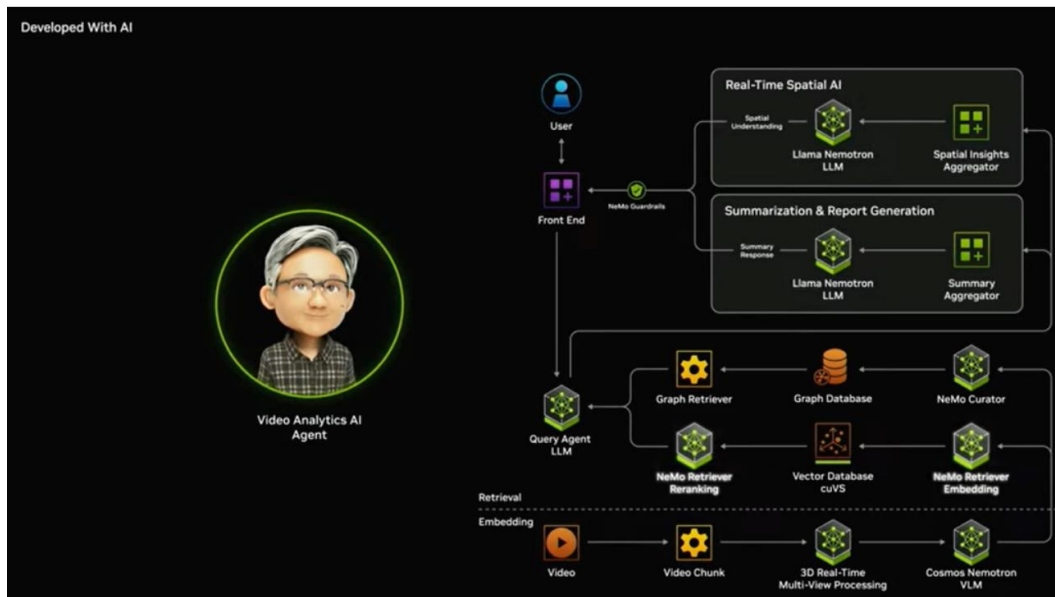 Developed With AI
User
Front End
NeMo Guardrails
Real-Time Spatial AI
Spatial
Understanding
Llama Nemotron
LLM
Spatial Insights
Aggregator
Summarization & Report Generation
Summary
Response
Llama Nemotron
LLM
Summary
Aggregator
Video Analytics AI
Agent
Query Agent
LLM
Graph Retriever
Graph Database
NeMo Curator
NeMo Retriever
Reranking
Vector Database
cuVS
NeMo Retriever
Embedding
Retrieval
Embedding
Video
Video Chunk
3D Real-Time
Multi-View Processing
Cosmos Nemotron
VLM